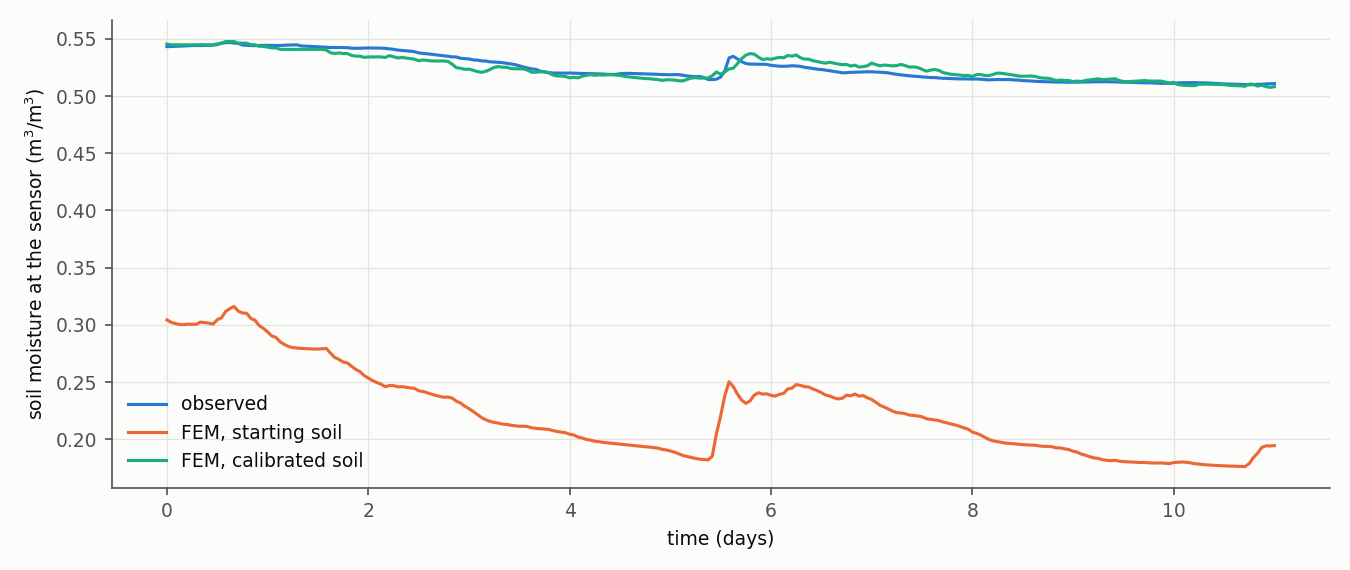 0.55
0.50
0.45
0.40
0.35
0.30
0.25
0.20
soil moisture at the sensor (m³/m³)
observed
FEM, starting soil
FEM, calibrated soil
0 2 4 6 8 10
time (days)